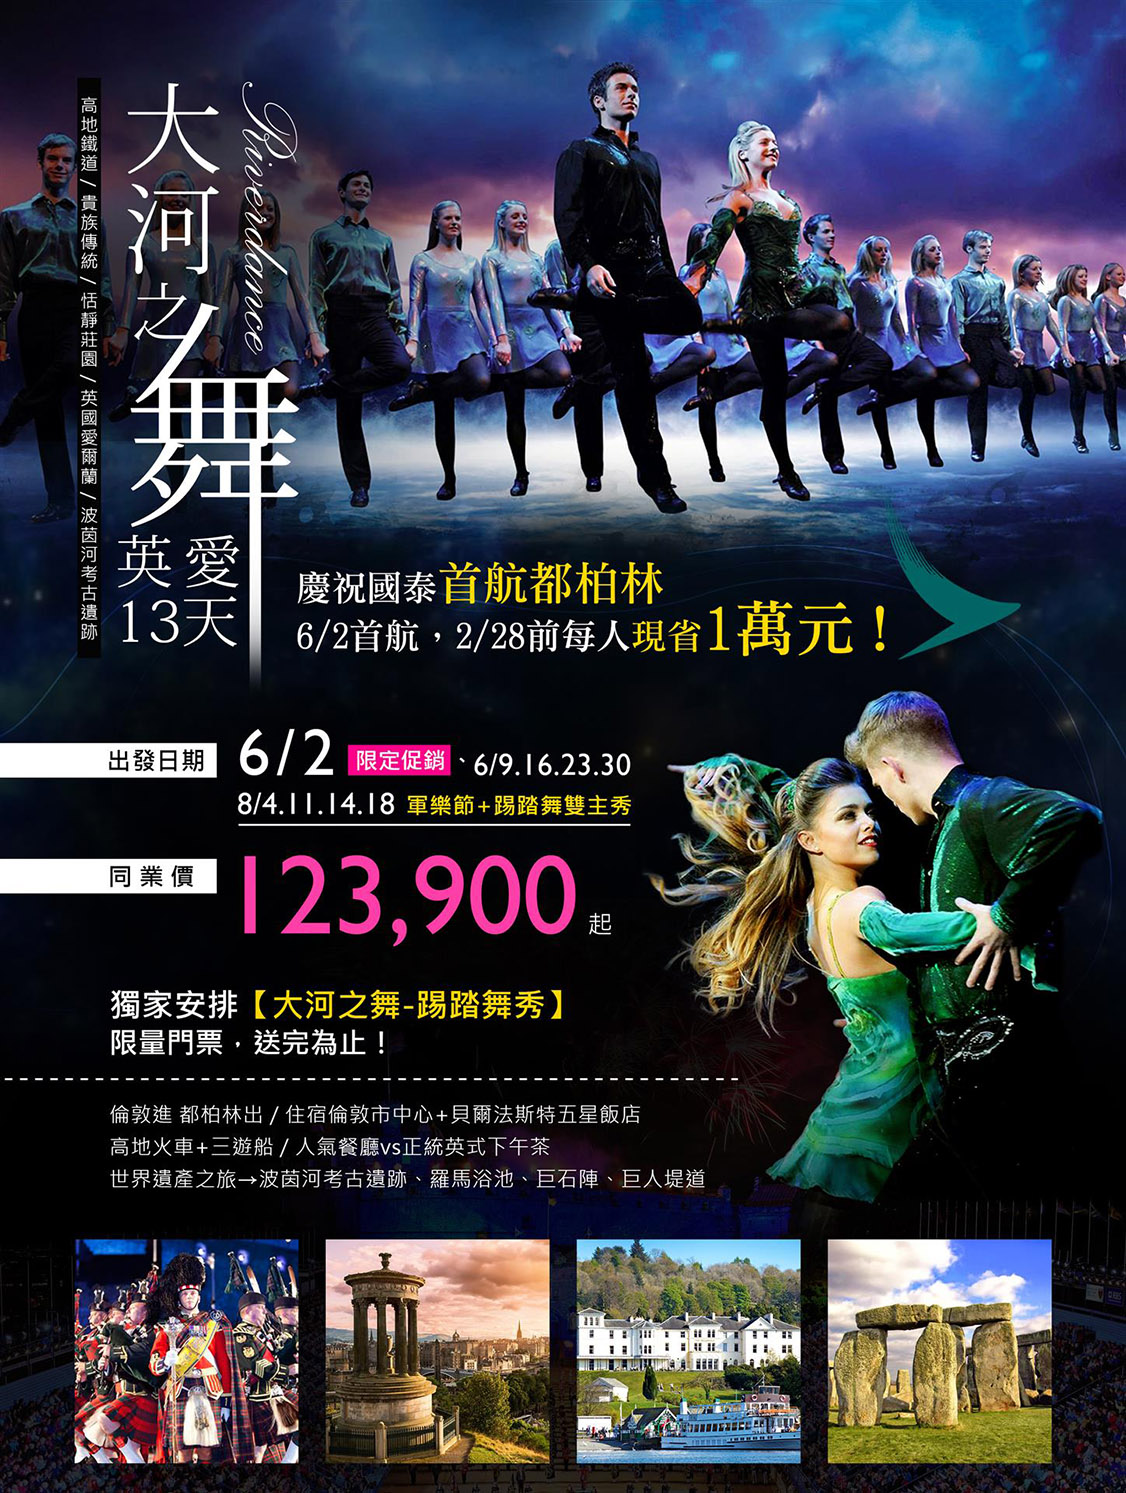 高地鐵道 / 貴族傳統 / 恬靜莊園 / 英國愛爾蘭 / 波茵河考古遺跡
大河之舞
Riverdance
英愛
13天
慶祝國泰首航都柏林
6/2首航，2/28前每人現省1萬元！
出發日期 6/2 限定促銷、6/9.16.23.30
8/4.11.14.18 軍樂節+踢踏舞雙主秀
同業價 123,900 起
獨家安排【大河之舞-踢踏舞秀】
限量門票，送完為止！
倫敦進 都柏林出 / 住宿倫敦市中心+貝爾法斯特五星飯店
高地火車+三遊船 / 人氣餐廳vs正統英式下午茶
世界遺產之旅→波茵河考古遺跡、羅馬浴池、巨石陣、巨人堤道